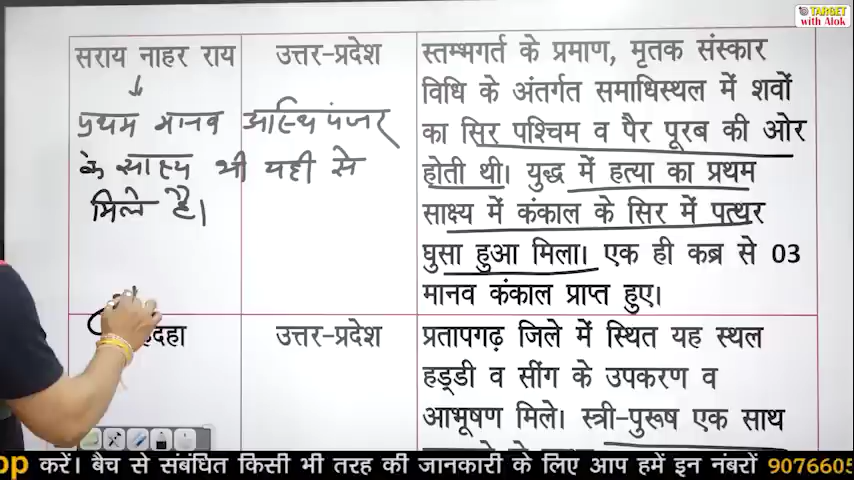 TARGET
with Alok
सराय नाहर राय
उत्तर-प्रदेश
स्तम्भगर्त के प्रमाण, मृतक संस्कार
विधि के अंतर्गत समाधिस्थल में शवों
का सिर पश्चिम व पैर पूरब की ओर
होती थी। युद्ध में हत्या का प्रथम
साक्ष्य में कंकाल के सिर में पत्थर
घुसा हुआ मिला। एक ही कब्र से 03
मानव कंकाल प्राप्त हुए।
प्रथम मानव अस्थि पंजर
के साक्ष्य भी यही से
मिले है।
उत्तर-प्रदेश
प्रतापगढ़ जिले में स्थित यह स्थल
हड्डी व सींग के उपकरण व
आभूषण मिले। स्त्री-पुरूष एक साथ
करें। बैच से संबंधित किसी भी तरह की जानकारी के लिए आप हमें इन नंबरों 9076605